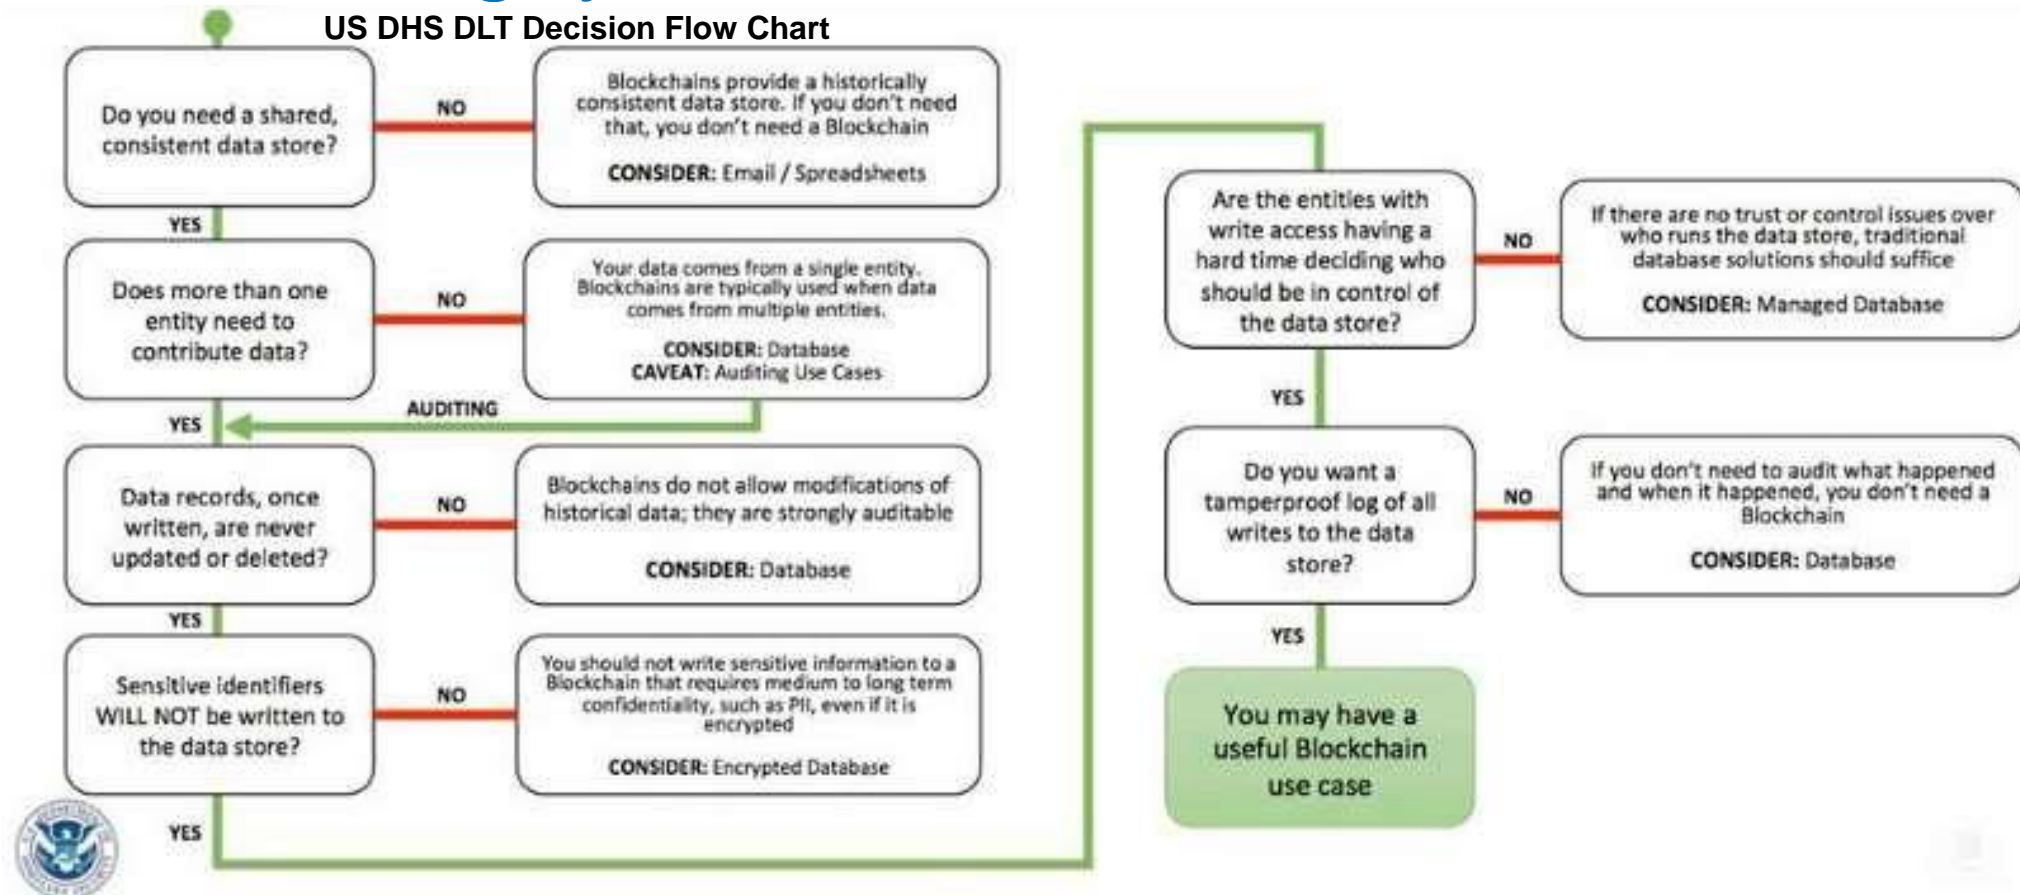 US DHS DLT Decision Flow Chart
Do you need a shared,
consistent data store?
NO
Blockchains provide a historically
consistent data store. If you don't need
that, you don't need a Blockchain
CONSIDER: Email / Spreadsheets
YES
Does more than one
entity need to
contribute data?
NO
Your data comes from a single entity.
Blockchains are typically used when data
comes from multiple entities.
CONSIDER: Database
CAVEAT: Auditing Use Cases
AUDITING
YES
Data records, once
written, are never
updated or deleted?
NO
Blockchains do not allow modifications of
historical data; they are strongly auditable
CONSIDER: Database
YES
Sensitive identifiers
WILL NOT be written to
the data store?
NO
You should not write sensitive information to a
Blockchain that requires medium to long term
confidentiality, such as PII, even if it is
encrypted
CONSIDER: Encrypted Database
YES
Are the entities with
write access having a
hard time deciding who
should be in control of
the data store?
NO
If there are no trust or control issues over
who runs the data store, traditional
database solutions should suffice
CONSIDER: Managed Database
YES
Do you want a
tamperproof log of all
writes to the data
store?
NO
If you don't need to audit what happened
and when it happened, you don't need a
Blockchain
CONSIDER: Database
YES
You may have a
useful Blockchain
use case